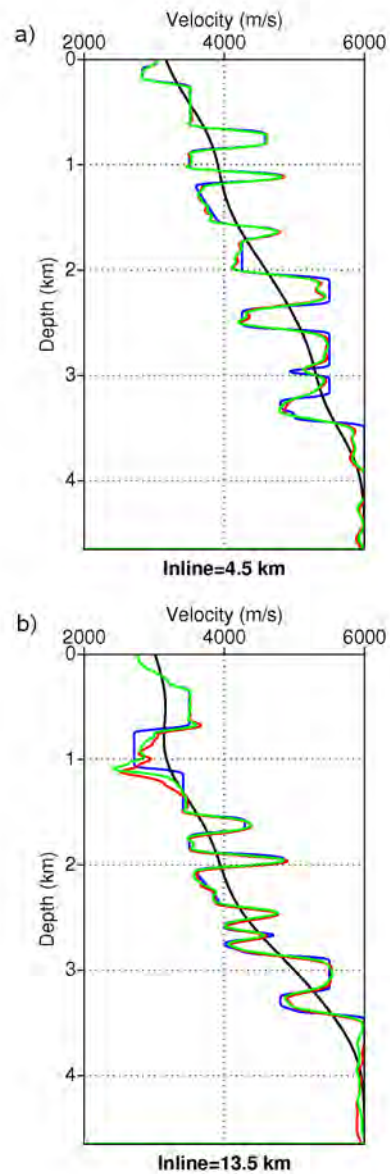 Velocity (m/s)
a)
2000 4000 6000
0
1
2
3
4
Depth (km)
Inline=4.5 km
Velocity (m/s)
b)
2000 4000 6000
0
1
2
3
4
Depth (km)
Inline=13.5 km